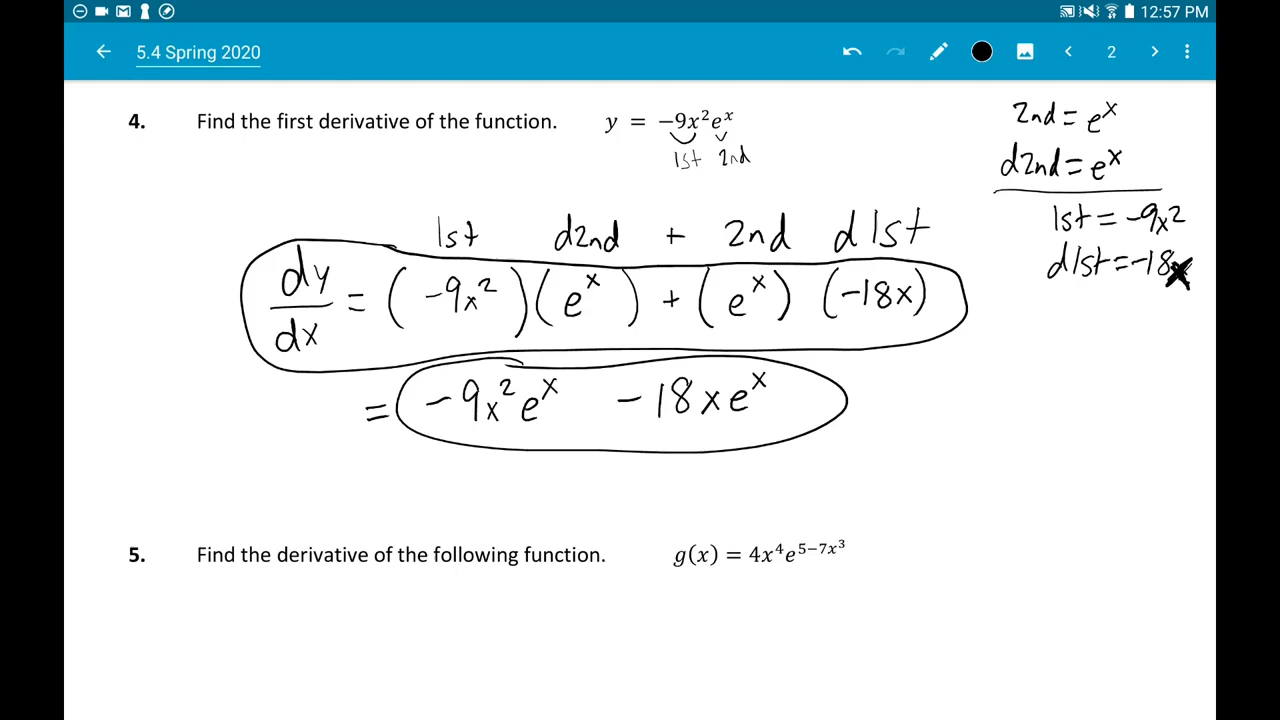 12:57 PM
5.4 Spring 2020
2
4. Find the first derivative of the function. y = −9x²eˣ
1st 2nd
2nd = eˣ
d2nd = eˣ
1st = -9x2
d1st = -18x
1st d2nd + 2nd d1st
dy/dx = (-9x²)(eˣ) + (eˣ)(-18x)
= -9x²eˣ - 18xeˣ
5. Find the derivative of the following function. g(x) = 4x⁴e⁵⁻⁷ˣ³